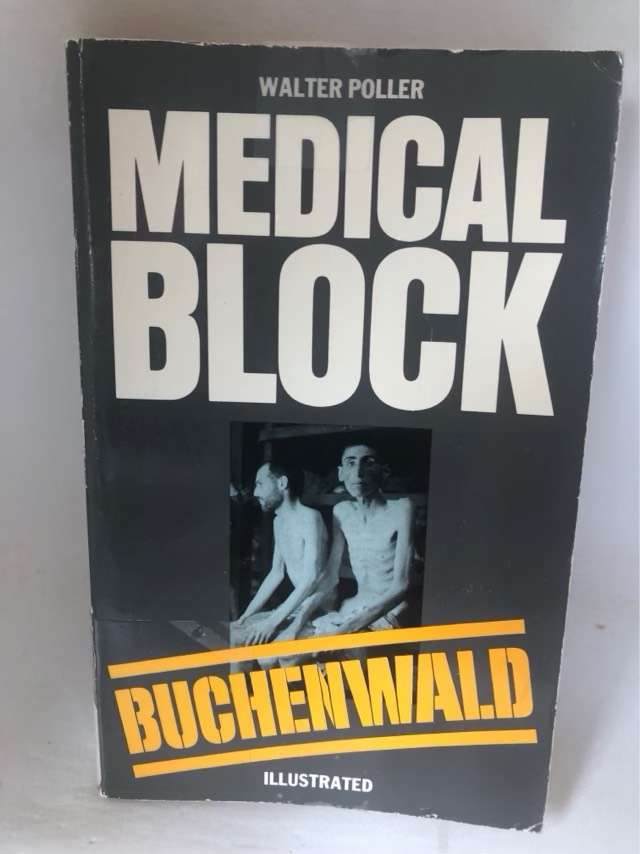 WALTER POLLER
MEDICAL
BLOCK
BUCHENWALD
ILLUSTRATED